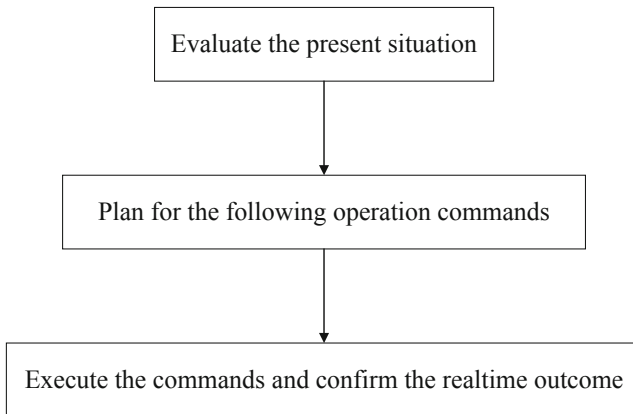 Evaluate the present situation
Plan for the following operation commands
Execute the commands and confirm the realtime outcome